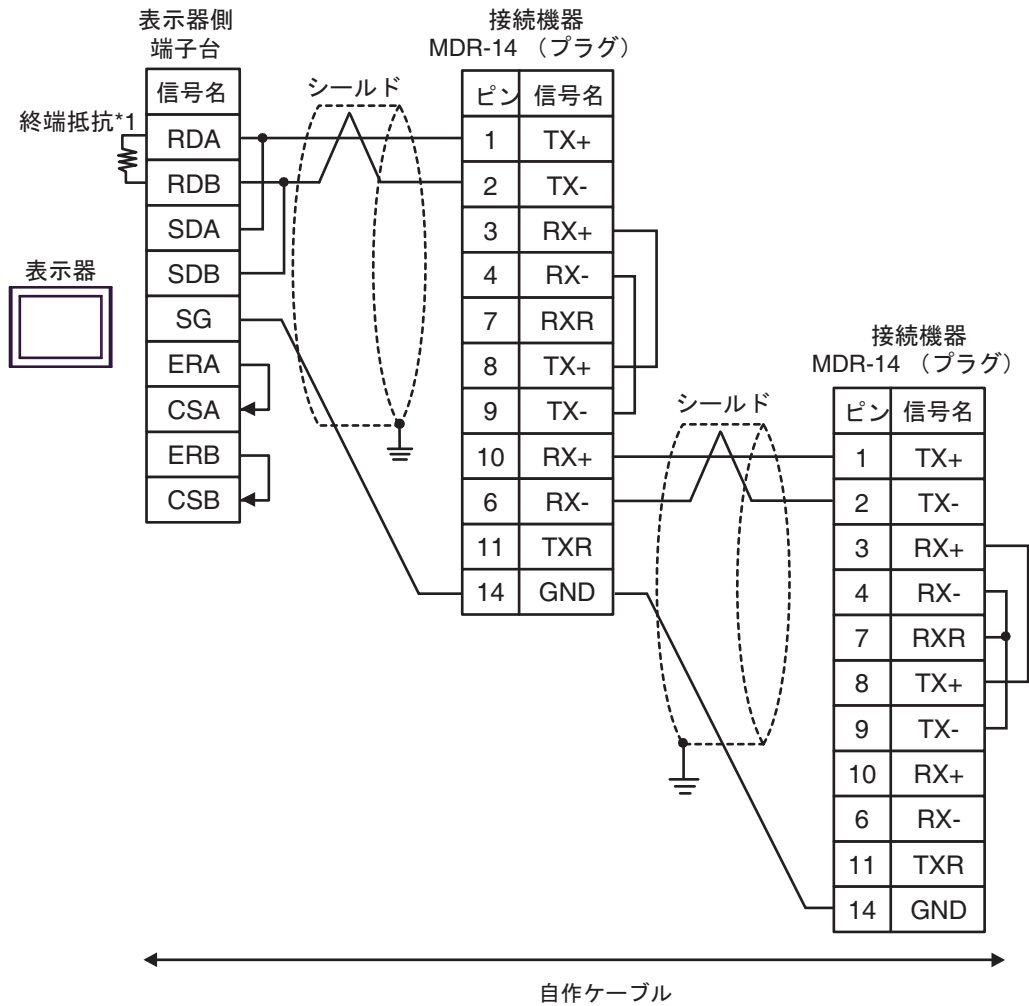 表示器側
端子台
信号名
終端抵抗*1
RDA
RDB
SDA
SDB
SG
ERA
CSA
ERB
CSB
表示器
シールド
接続機器
MDR-14 （プラグ）
ピン 信号名
1 TX+
2 TX-
3 RX+
4 RX-
7 RXR
8 TX+
9 TX-
10 RX+
6 RX-
11 TXR
14 GND
シールド
接続機器
MDR-14 （プラグ）
ピン 信号名
1 TX+
2 TX-
3 RX+
4 RX-
7 RXR
8 TX+
9 TX-
10 RX+
6 RX-
11 TXR
14 GND
自作ケーブル